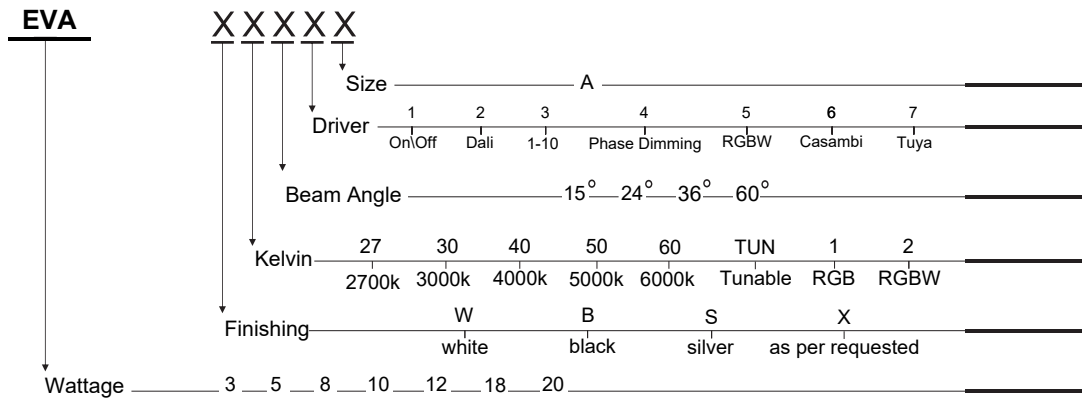 EVA X X X X X
Size A
1 2 3 4 5 6 7
Driver
On\Off Dali 1-10 Phase Dimming RGBW Casambi Tuya
Beam Angle 15° 24° 36° 60°
27 30 40 50 60 TUN 1 2
Kelvin
2700k 3000k 4000k 5000k 6000k Tunable RGB RGBW
W B S X
Finishing
white black silver as per requested
Wattage 3 5 8 10 12 18 20